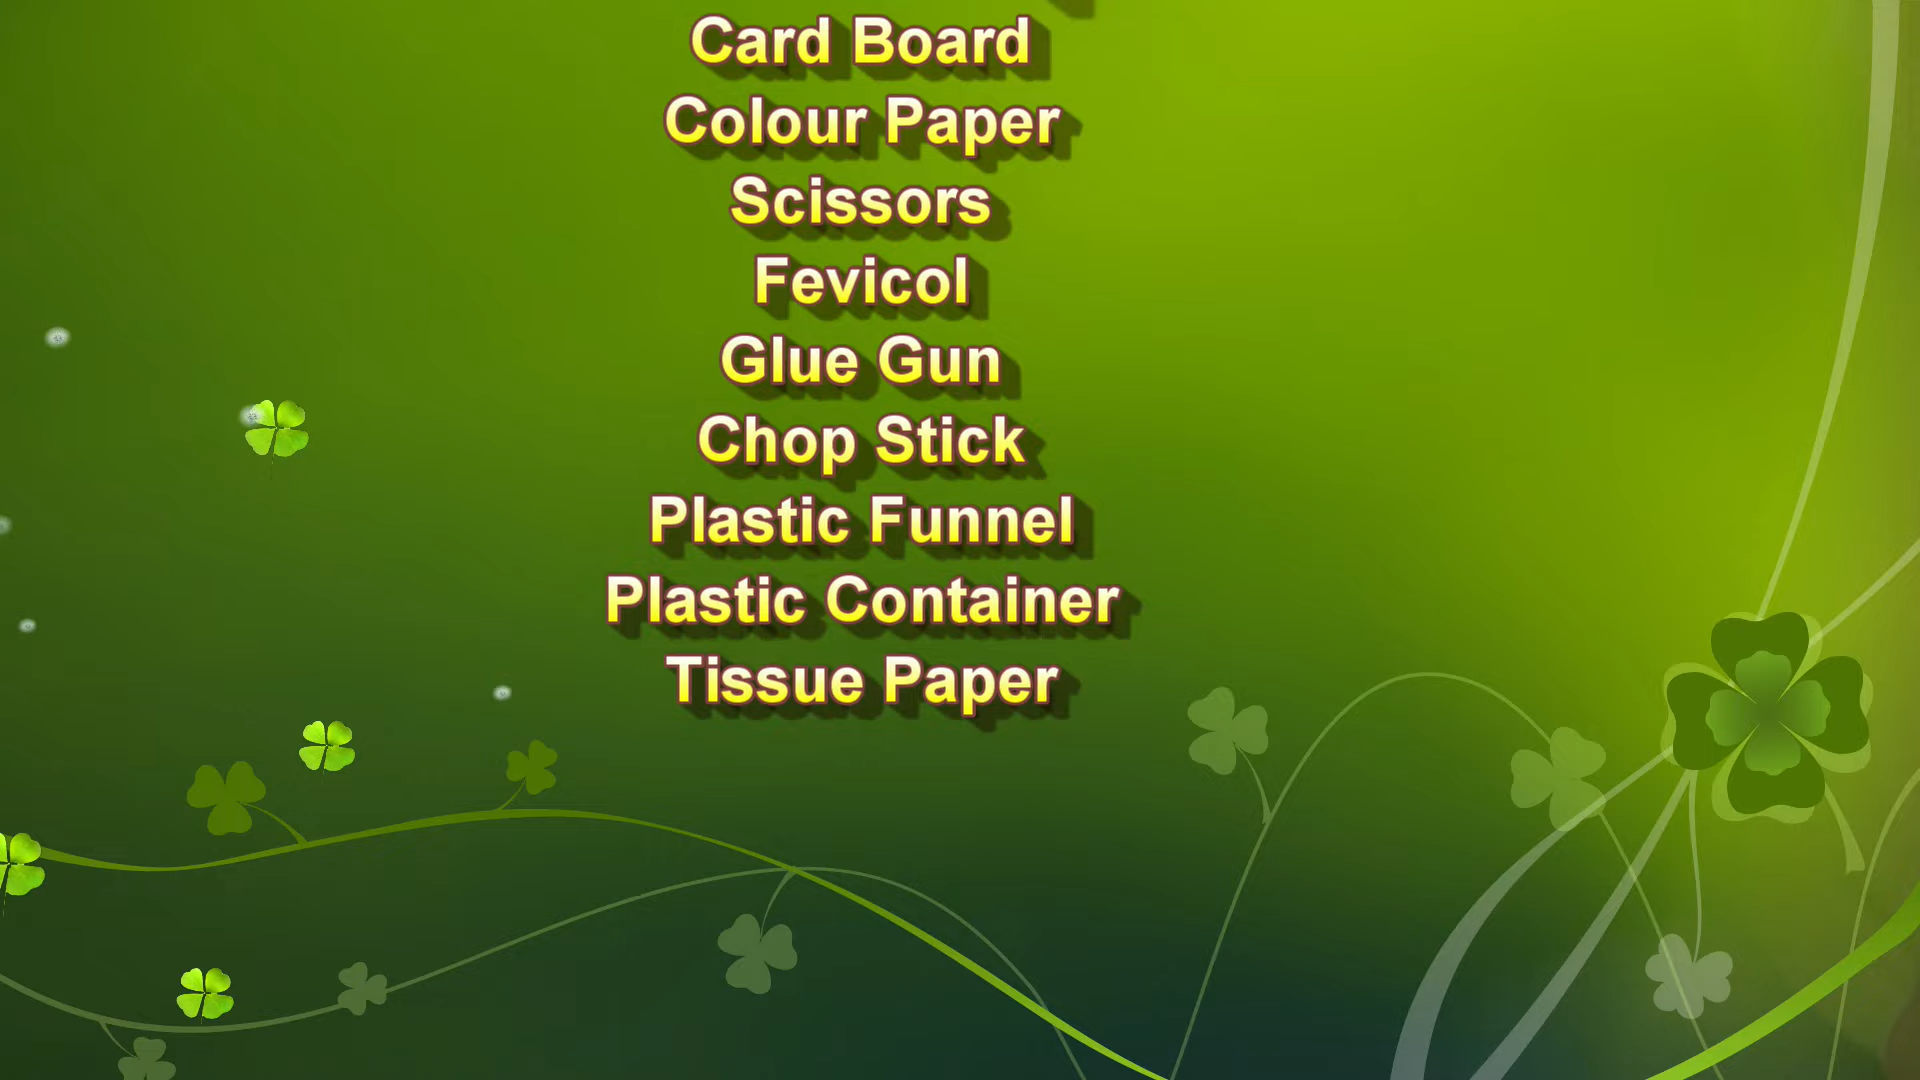 Card Board
Colour Paper
Scissors
Fevicol
Glue Gun
Chop Stick
Plastic Funnel
Plastic Container
Tissue Paper